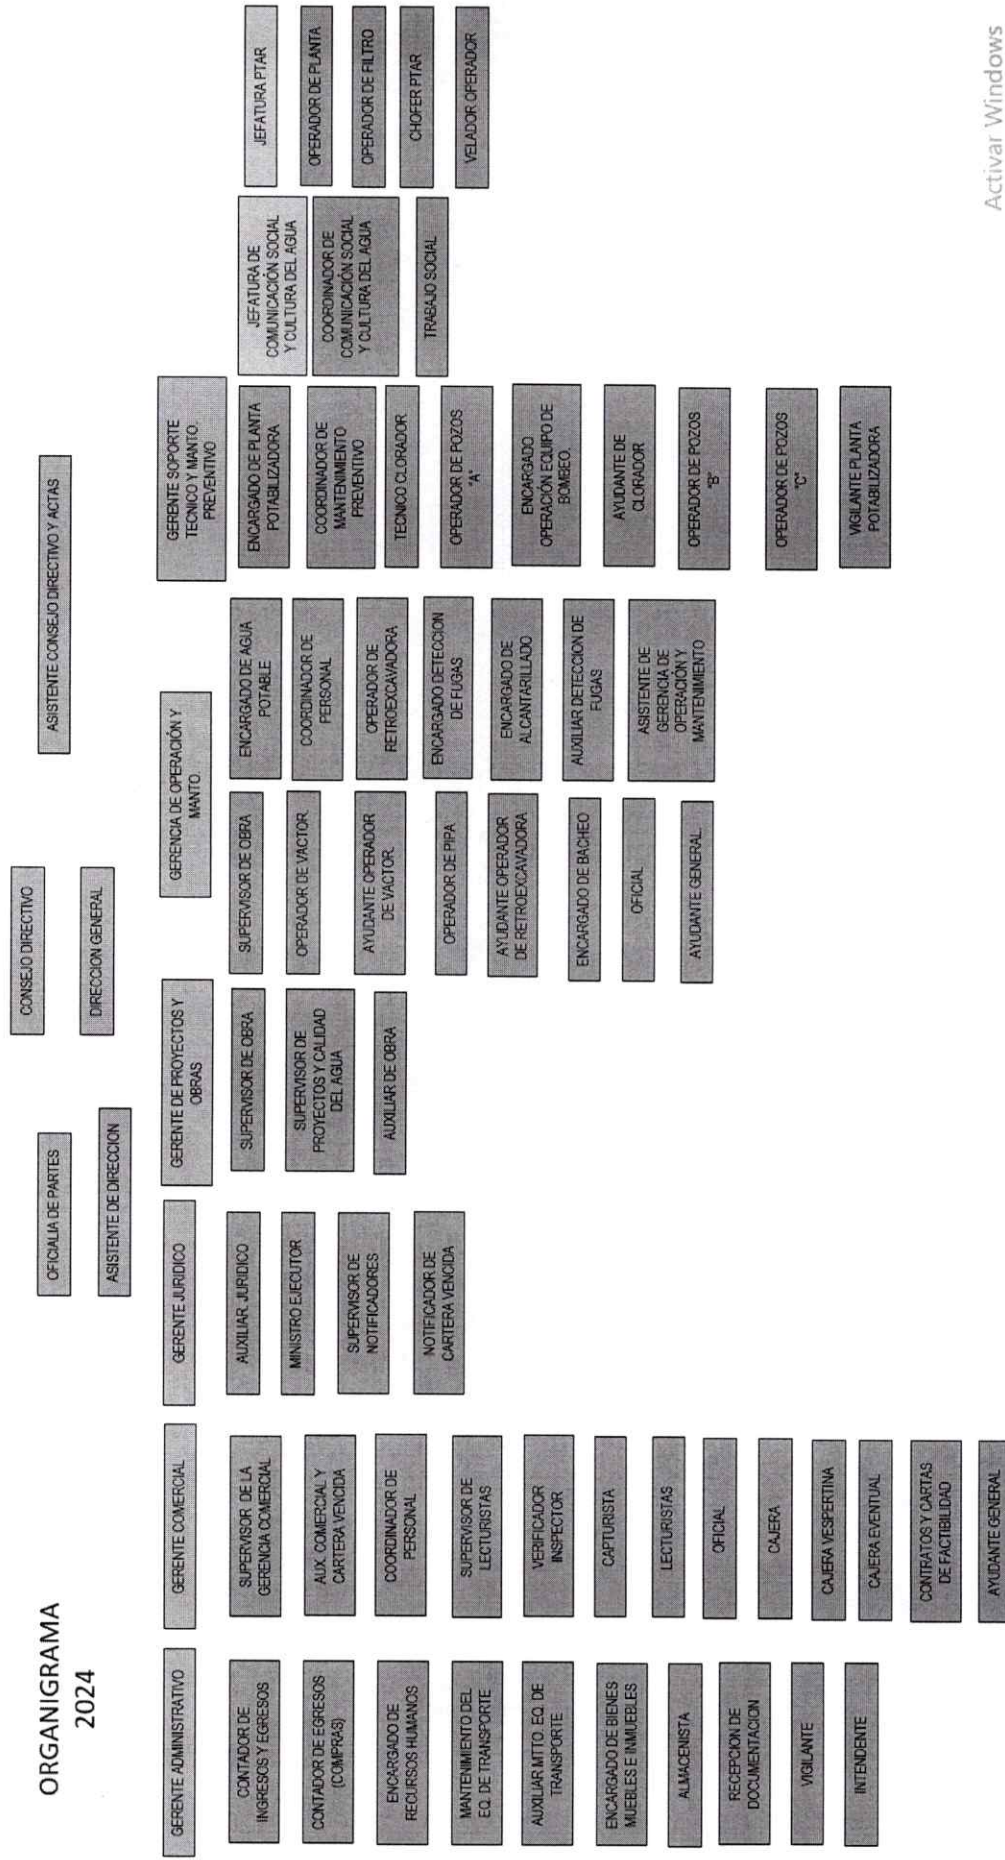 ORGANIGRAMA
2024
CONSEJO DIRECTIVO
OFICIALIA DE PARTES
ASISTENTE CONSEJO DIRECTIVO Y ACTAS
DIRECCION GENERAL
ASISTENTE DE DIRECCION
GERENTE ADMINISTRATIVO
CONTADOR DE
INGRESOS Y EGRESOS
CONTADOR DE EGRESOS
(COMPRAS)
ENCARGADO DE
RECURSOS HUMANOS
MANTENIMIENTO DEL
EQ. DE TRANSPORTE
AUXILIAR MTTO. EQ. DE
TRANSPORTE
ENCARGADO DE BIENES
MUEBLES E INMUEBLES
ALMACENISTA
RECEPCION DE
DOCUMENTACION
VIGILANTE
INTENDENTE
GERENTE COMERCIAL
SUPERVISOR DE LA
GERENCIA COMERCIAL
AUX. COMERCIAL Y
CARTERA VENCIDA
COORDINADOR DE
PERSONAL
SUPERVISOR DE
LECTURISTAS
VERIFICADOR
INSPECTOR
CAPTURISTA
LECTURISTAS
OFICIAL
CAJERA
CAJERA VESPERTINA
CAJERA EVENTUAL
CONTRATOS Y CARTAS
DE FACTIBILIDAD
AYUDANTE GENERAL
GERENTE JURIDICO
AUXILIAR JURIDICO
MINISTRO EJECUTOR
SUPERVISOR DE
NOTIFICADORES
NOTIFICADOR DE
CARTERA VENCIDA
GERENTE DE PROYECTOS Y
OBRAS
SUPERVISOR DE OBRA
SUPERVISOR DE
PROYECTOS Y CALIDAD
DEL AGUA
AUXILIAR DE OBRA
GERENCIA DE OPERACIÓN Y
MANTO.
SUPERVISOR DE OBRA
OPERADOR DE VACTOR
AYUDANTE OPERADOR
DE VACTOR.
OPERADOR DE PIPA
AYUDANTE OPERADOR
DE RETROEXCAVADORA
ENCARGADO DE BACHEO
OFICIAL
AYUDANTE GENERAL.
ENCARGADO DE AGUA
POTABLE
COORDINADOR DE
PERSONAL
OPERADOR DE
RETROEXCAVADORA
ENCARGADO DETECCION
DE FUGAS
ENCARGADO DE
ALCANTARILLADO
AUXILIAR DETECCION DE
FUGAS
ASISTENTE DE
GERENCIA DE
OPERACIÓN Y
MANTENIMIENTO
GERENTE SOPORTE
TECNICO Y MANTO.
PREVENTIVO
ENCARGADO DE PLANTA
POTABILIZADORA
COORDINADOR DE
MANTENIMIENTO
PREVENTIVO
TECNICO CLORADOR
OPERADOR DE POZOS
"A"
ENCARGADO
OPERACIÓN EQUIPO DE
BOMBEO.
AYUDANTE DE
CLORADOR
OPERADOR DE POZOS
"B"
OPERADOR DE POZOS
"C"
VIGILANTE PLANTA
POTABILIZADORA
JEFATURA DE
COMUNICACIÓN SOCIAL
Y CULTURA DEL AGUA
COORDINADOR DE
COMUNICACIÓN SOCIAL
Y CULTURA DEL AGUA
TRABAJO SOCIAL
JEFATURA PTAR
OPERADOR DE PLANTA
OPERADOR DE FILTRO
CHOFER PTAR
VELADOR OPERADOR
Activar Windows